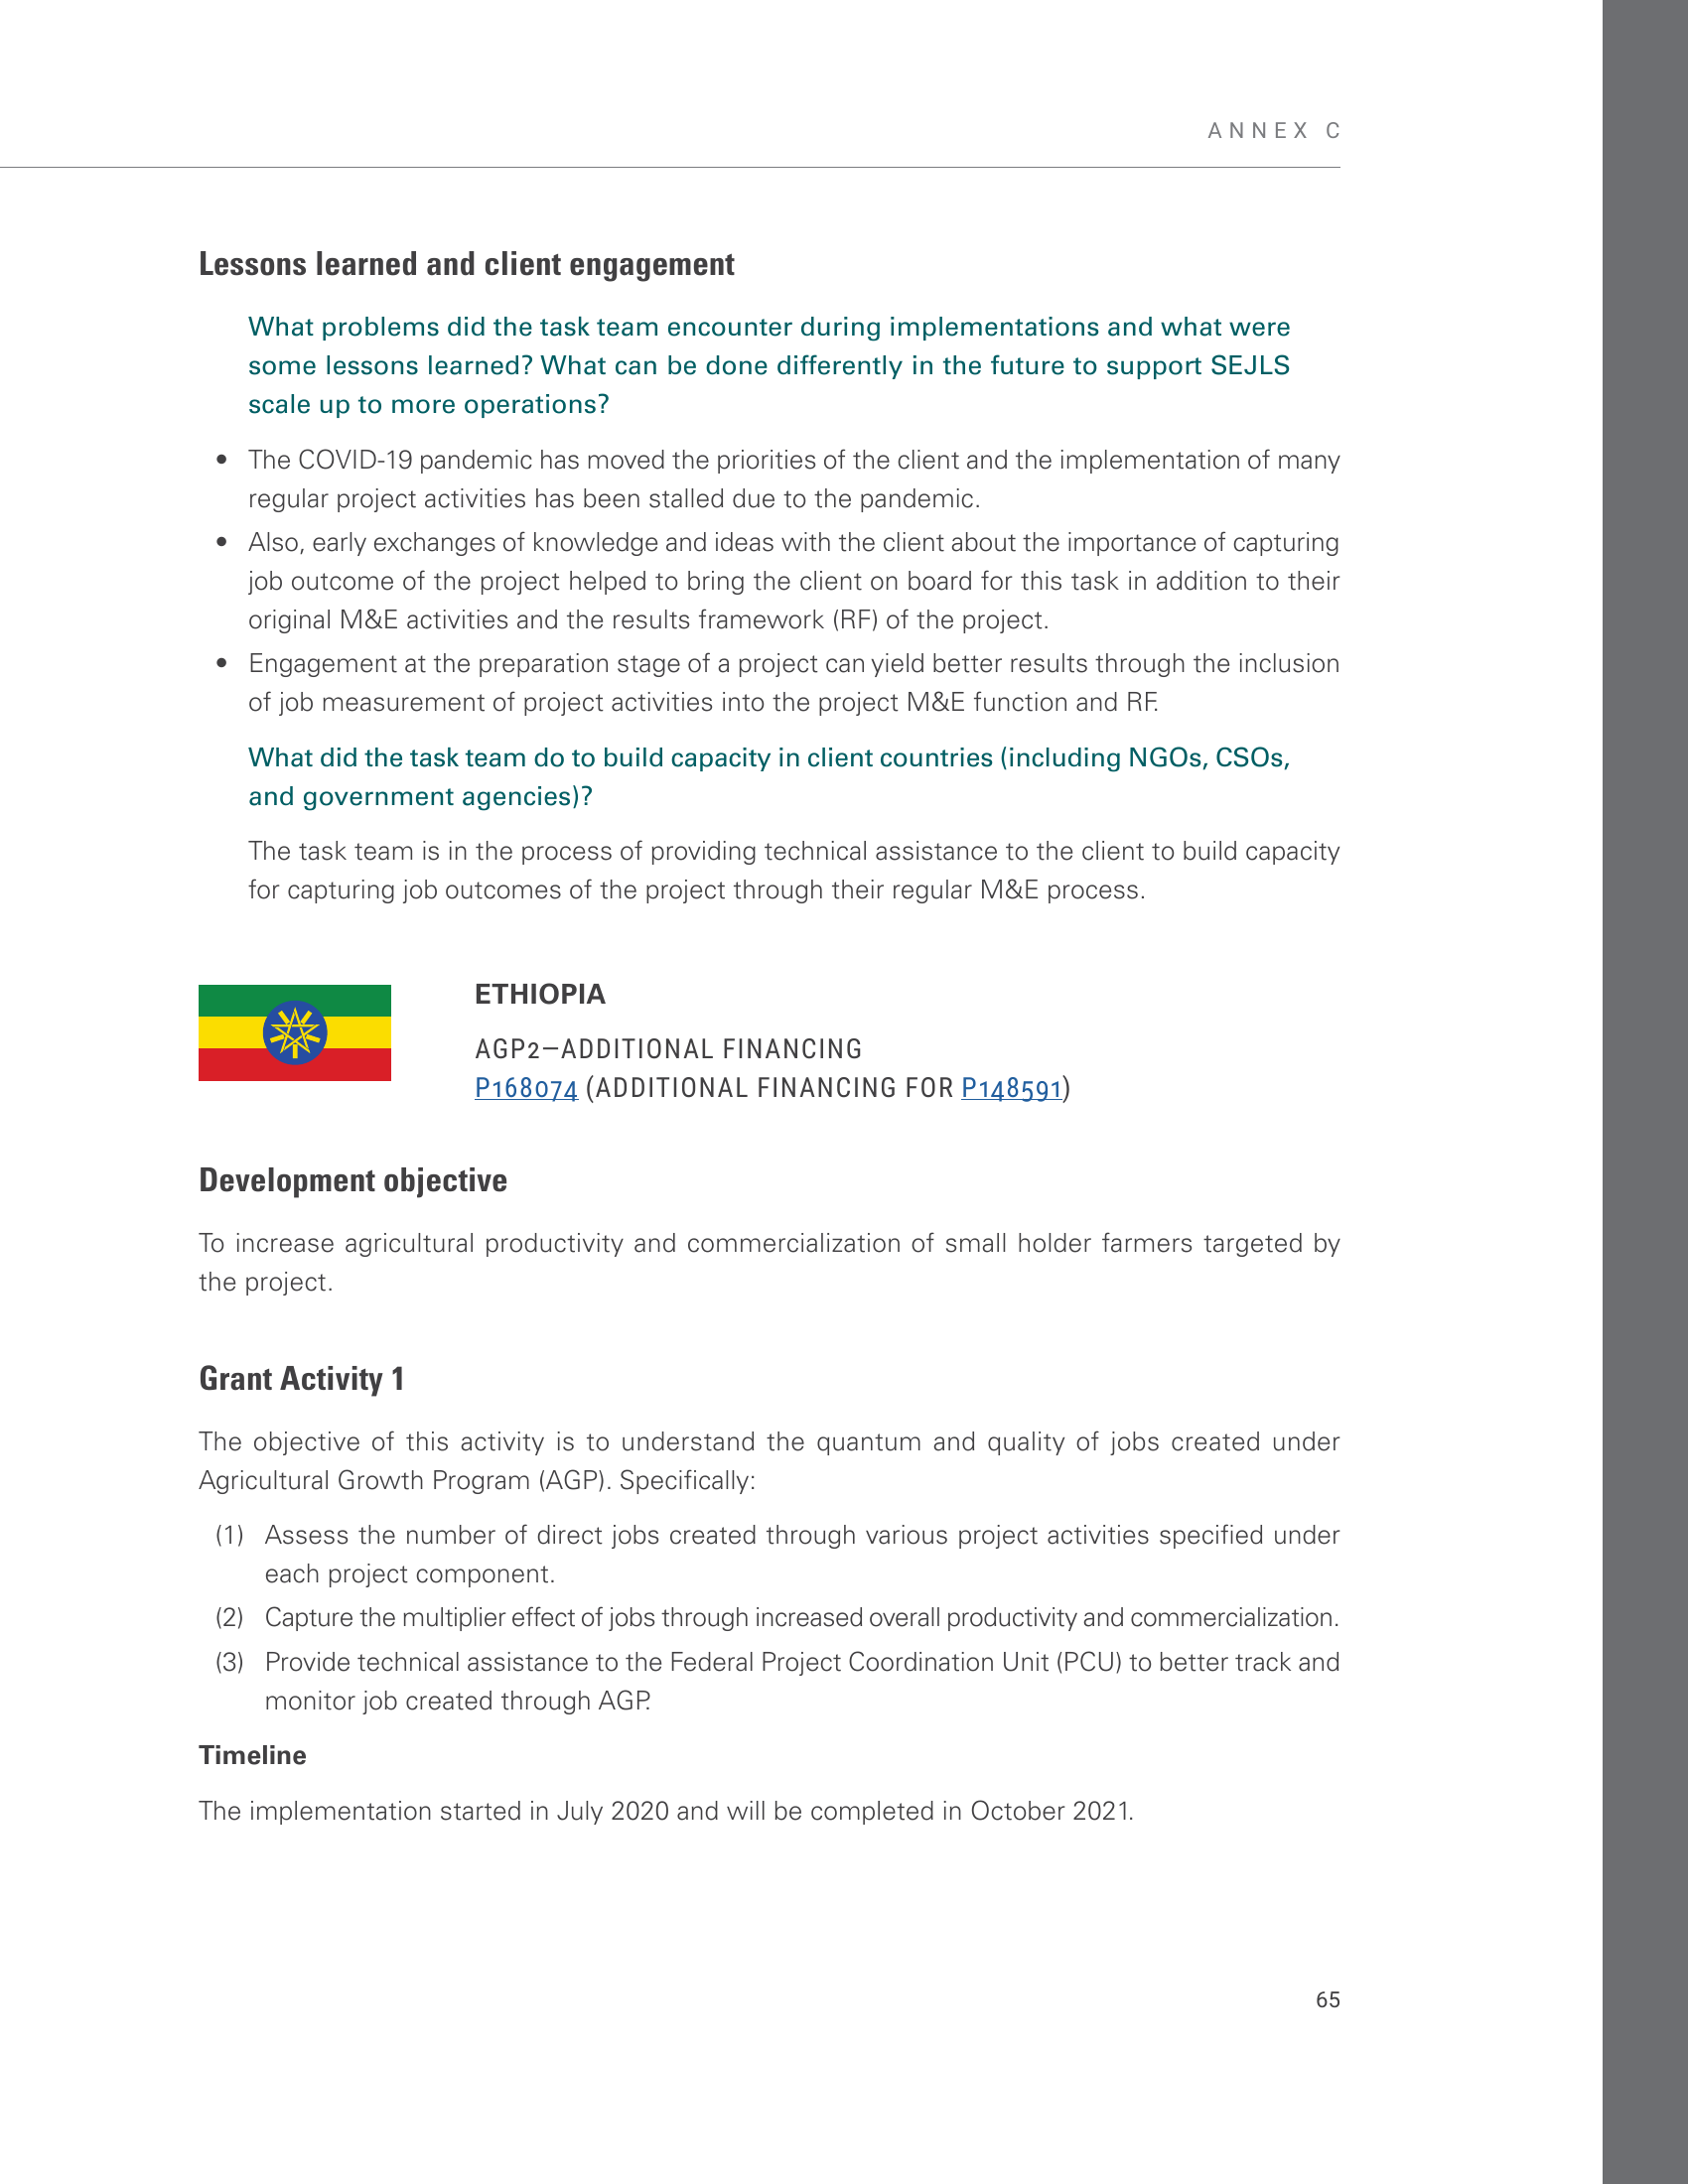 ANNEX C
Lessons learned and client engagement
What problems did the task team encounter during implementations and what were
some lessons learned? What can be done differently in the future to support SEJLS
scale up to more operations?
• The COVID-19 pandemic has moved the priorities of the client and the implementation of many
regular project activities has been stalled due to the pandemic.
• Also, early exchanges of knowledge and ideas with the client about the importance of capturing
job outcome of the project helped to bring the client on board for this task in addition to their
original M&E activities and the results framework (RF) of the project.
• Engagement at the preparation stage of a project can yield better results through the inclusion
of job measurement of project activities into the project M&E function and RF.
What did the task team do to build capacity in client countries (including NGOs, CSOs,
and government agencies)?
The task team is in the process of providing technical assistance to the client to build capacity
for capturing job outcomes of the project through their regular M&E process.
ETHIOPIA
AGP2—ADDITIONAL FINANCING
P168074 (ADDITIONAL FINANCING FOR P148591)
Development objective
To increase agricultural productivity and commercialization of small holder farmers targeted by
the project.
Grant Activity 1
The objective of this activity is to understand the quantum and quality of jobs created under
Agricultural Growth Program (AGP). Specifically:
(1) Assess the number of direct jobs created through various project activities specified under
each project component.
(2) Capture the multiplier effect of jobs through increased overall productivity and commercialization.
(3) Provide technical assistance to the Federal Project Coordination Unit (PCU) to better track and
monitor job created through AGP.
Timeline
The implementation started in July 2020 and will be completed in October 2021.
65